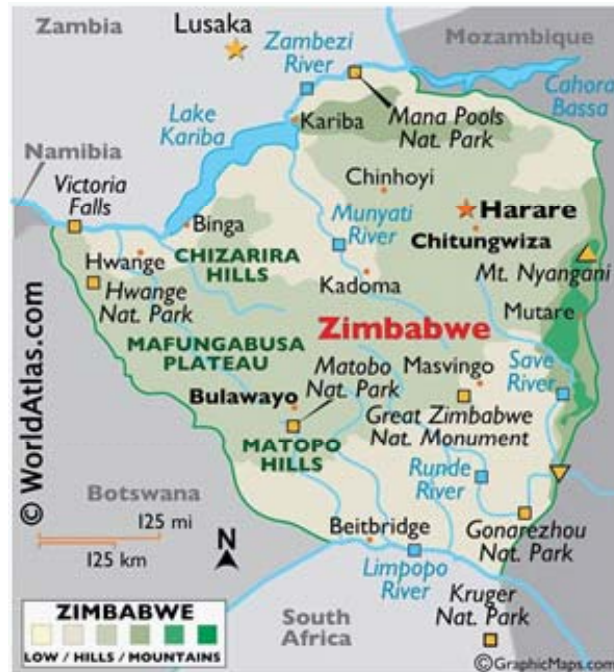 Zambia
Lusaka
Zambezi
River
Mozambique
Cahora
Bassa
Lake
Kariba
Kariba
Mana Pools
Nat. Park
Namibia
Victoria
Falls
Chinhoyi
Binga
Munyati
River
Harare
Chitungwiza
Hwange
CHIZARIRA
HILLS
Mt. Nyangani
Hwange
Nat. Park
Kadoma
Mutare
Zimbabwe
MAFUNGABUSA
PLATEAU
Matobo
Nat. Park
Masvingo
Save
River
Bulawayo
Great Zimbabwe
Nat. Monument
MATOPO
HILLS
Runde
River
Botswana
125 mi
125 km
N
Beitbridge
Gonarezhou
Nat. Park
Limpopo
River
Kruger
Nat. Park
South
Africa
ZIMBABWE
LOW / HILLS / MOUNTAINS
© WorldAtlas.com
©GraphicMaps.com